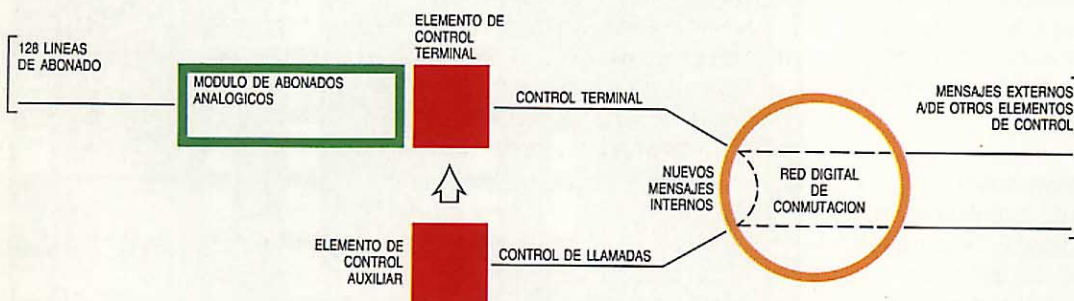 128 LINEAS
DE ABONADO
MODULO DE ABONADOS
ANALOGICOS
ELEMENTO DE
CONTROL
TERMINAL
CONTROL TERMINAL
MENSAJES EXTERNOS
A/DE OTROS ELEMENTOS
DE CONTROL
NUEVOS
MENSAJES
INTERNOS
RED DIGITAL
DE
CONMUTACION
ELEMENTO DE
CONTROL
AUXILIAR
CONTROL DE LLAMADAS